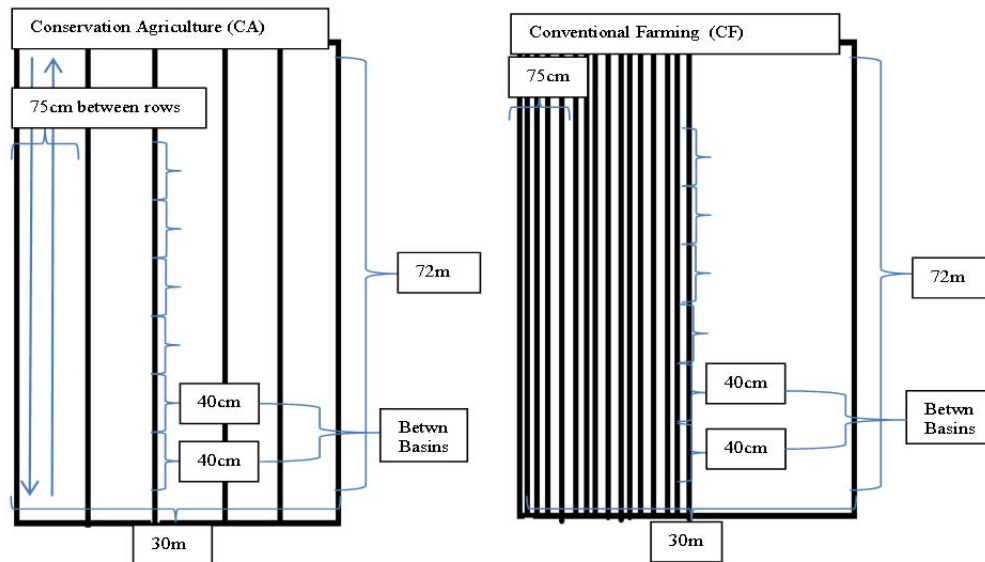 Conservation Agriculture (CA)
75cm between rows
72m
40cm
40cm
Betwn
Basins
30m
Conventional Farming (CF)
75cm
72m
40cm
40cm
Betwn
Basins
30m